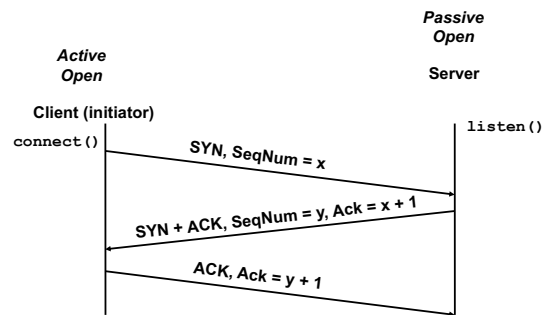 Active
Open
Client (initiator)
connect()
Passive
Open
Server
listen()
SYN, SeqNum = x
SYN + ACK, SeqNum = y, Ack = x + 1
ACK, Ack = y + 1